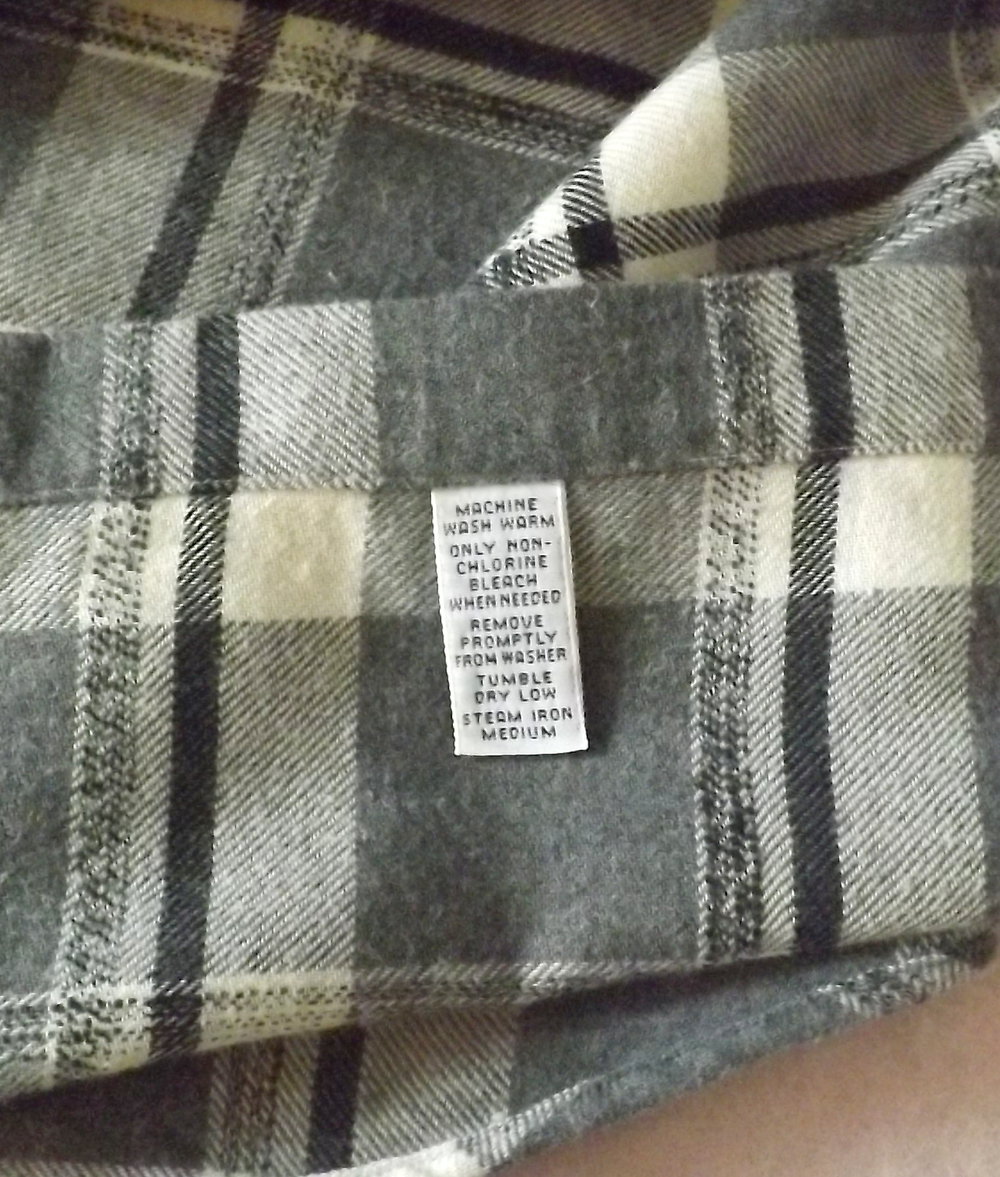 MACHINE
WASH WARM
ONLY NON-
CHLORINE
BLEACH
WHEN NEEDED
REMOVE
PROMPTLY
FROM WASHER
TUMBLE
DRY LOW
STEAM IRON
MEDIUM